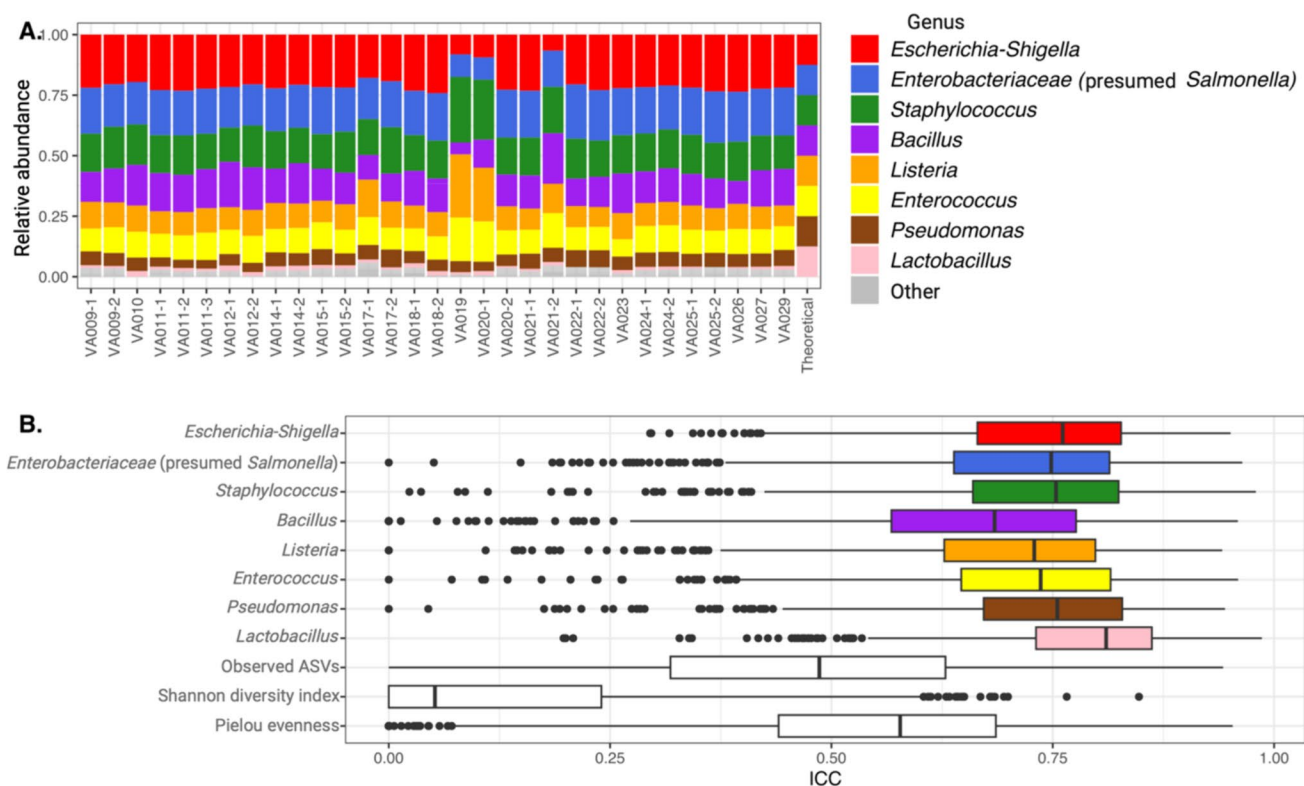 A.
Relative abundance
1.00
0.75
0.50
0.25
0.00
VA009-1
VA009-2
VA010
VA011-1
VA011-2
VA011-3
VA012-1
VA012-2
VA014-1
VA014-2
VA015-1
VA015-2
VA017-1
VA017-2
VA018-1
VA018-2
VA019
VA020-1
VA020-2
VA021-1
VA021-2
VA022-1
VA022-2
VA023
VA024-1
VA024-2
VA025-1
VA025-2
VA026
VA027
VA029
Theoretical
Genus
Escherichia-Shigella
Enterobacteriaceae (presumed Salmonella)
Staphylococcus
Bacillus
Listeria
Enterococcus
Pseudomonas
Lactobacillus
Other
B.
Escherichia-Shigella
Enterobacteriaceae (presumed Salmonella)
Staphylococcus
Bacillus
Listeria
Enterococcus
Pseudomonas
Lactobacillus
Observed ASVs
Shannon diversity index
Pielou evenness
0.00 0.25 0.50 0.75 1.00
ICC